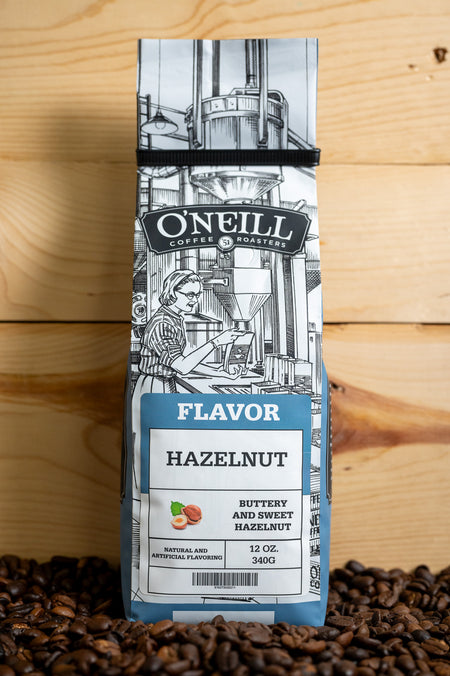 O'NEILL
COFFEE 51 ROASTERS
FLAVOR
HAZELNUT
BUTTERY
AND SWEET
HAZELNUT
NATURAL AND
ARTIFICIAL FLAVORING
12 OZ.
340G